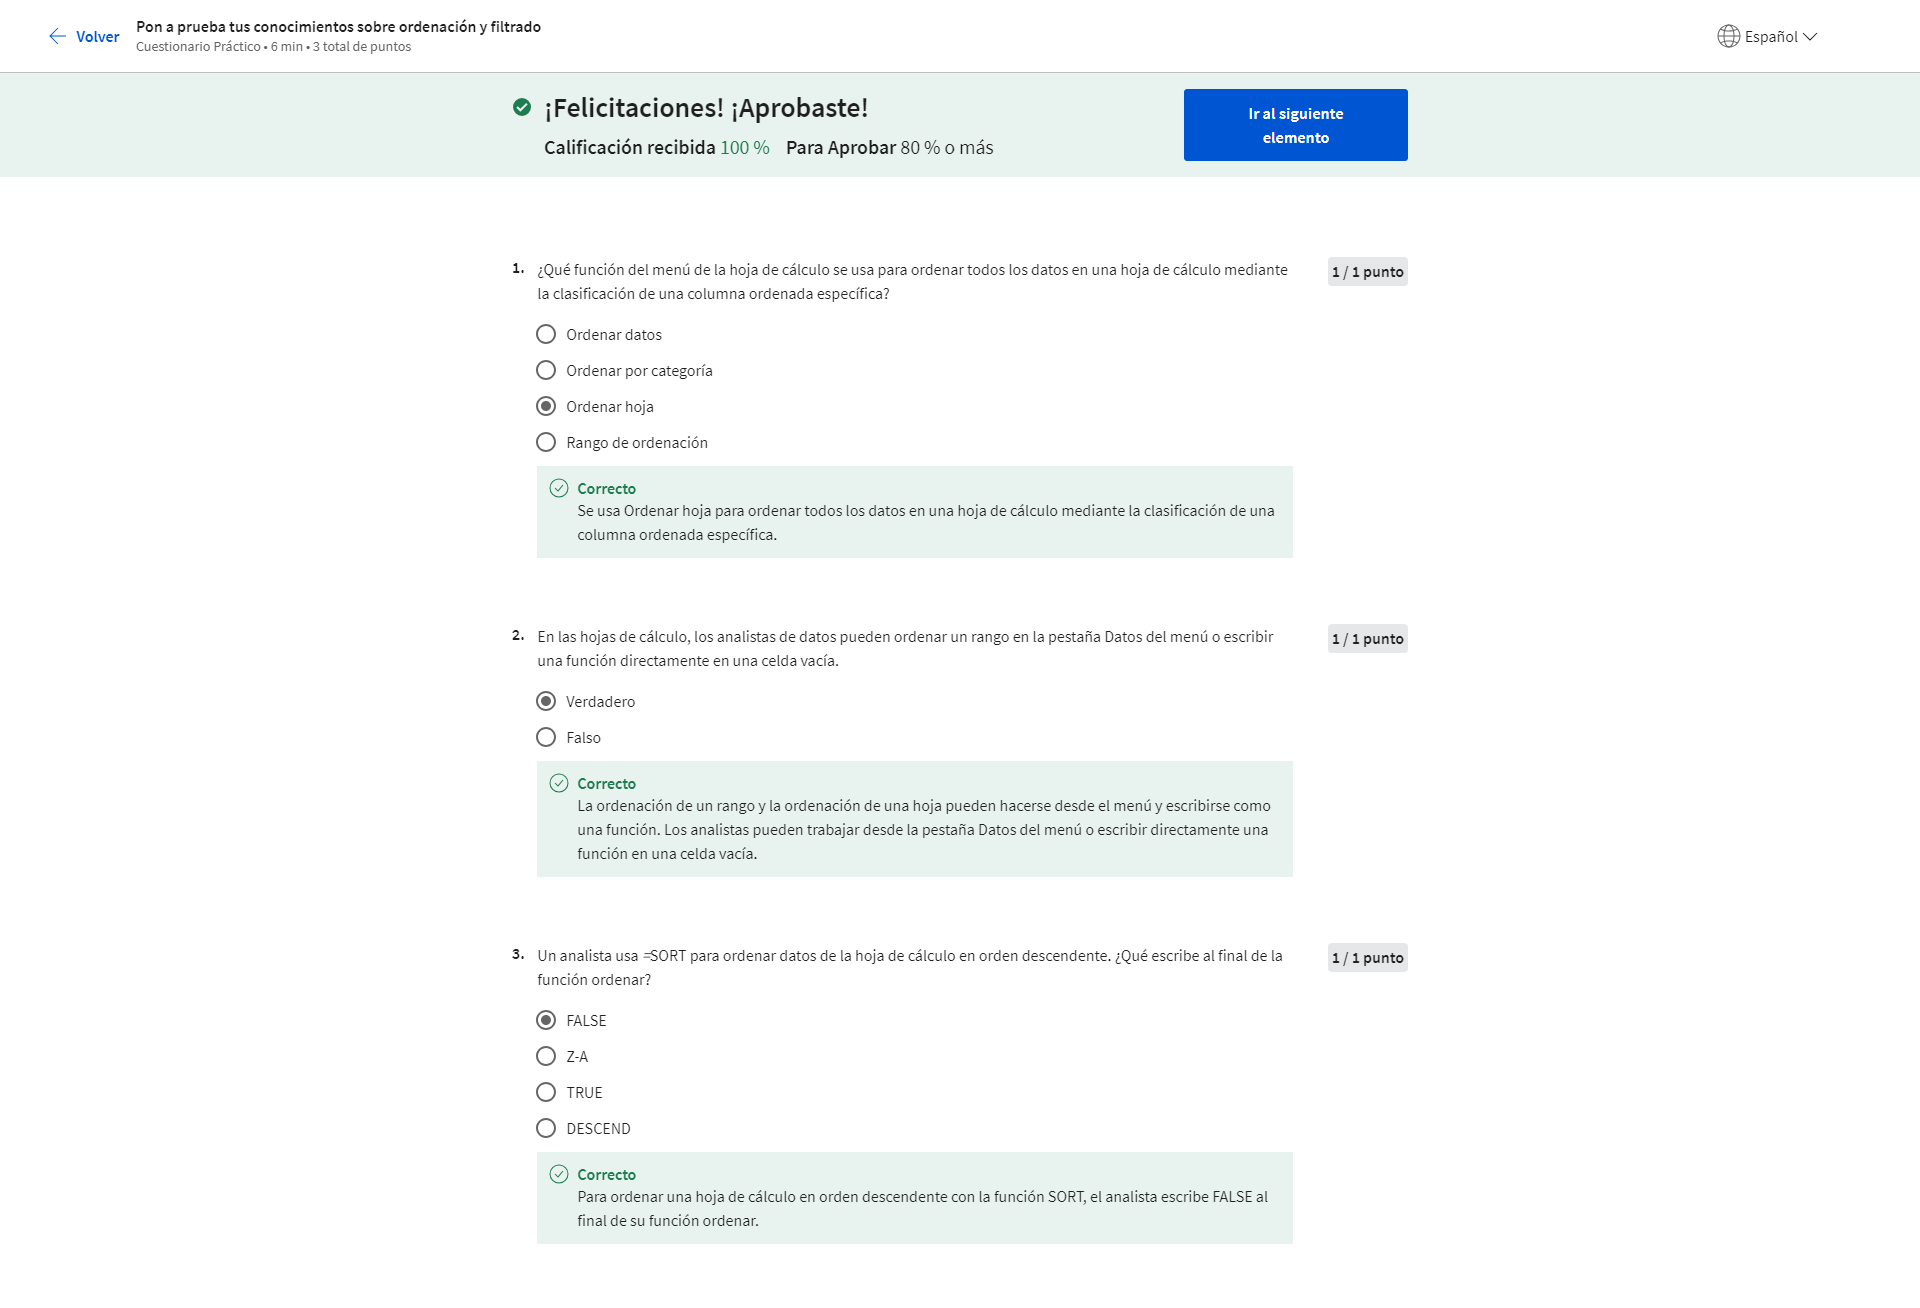 Volver
Pon a prueba tus conocimientos sobre ordenación y filtrado
Cuestionario Práctico • 6 min • 3 total de puntos
Español
¡Felicitaciones! ¡Aprobaste!
Calificación recibida 100 % Para Aprobar 80 % o más
Ir al siguiente
elemento
1. ¿Qué función del menú de la hoja de cálculo se usa para ordenar todos los datos en una hoja de cálculo mediante
la clasificación de una columna ordenada específica?
1 / 1 punto
Ordenar datos
Ordenar por categoría
Ordenar hoja
Rango de ordenación
Correcto
Se usa Ordenar hoja para ordenar todos los datos en una hoja de cálculo mediante la clasificación de una
columna ordenada específica.
2. En las hojas de cálculo, los analistas de datos pueden ordenar un rango en la pestaña Datos del menú o escribir
una función directamente en una celda vacía.
1 / 1 punto
Verdadero
Falso
Correcto
La ordenación de un rango y la ordenación de una hoja pueden hacerse desde el menú y escribirse como
una función. Los analistas pueden trabajar desde la pestaña Datos del menú o escribir directamente una
función en una celda vacía.
3. Un analista usa =SORT para ordenar datos de la hoja de cálculo en orden descendente. ¿Qué escribe al final de la
función ordenar?
1 / 1 punto
FALSE
Z-A
TRUE
DESCEND
Correcto
Para ordenar una hoja de cálculo en orden descendente con la función SORT, el analista escribe FALSE al
final de su función ordenar.